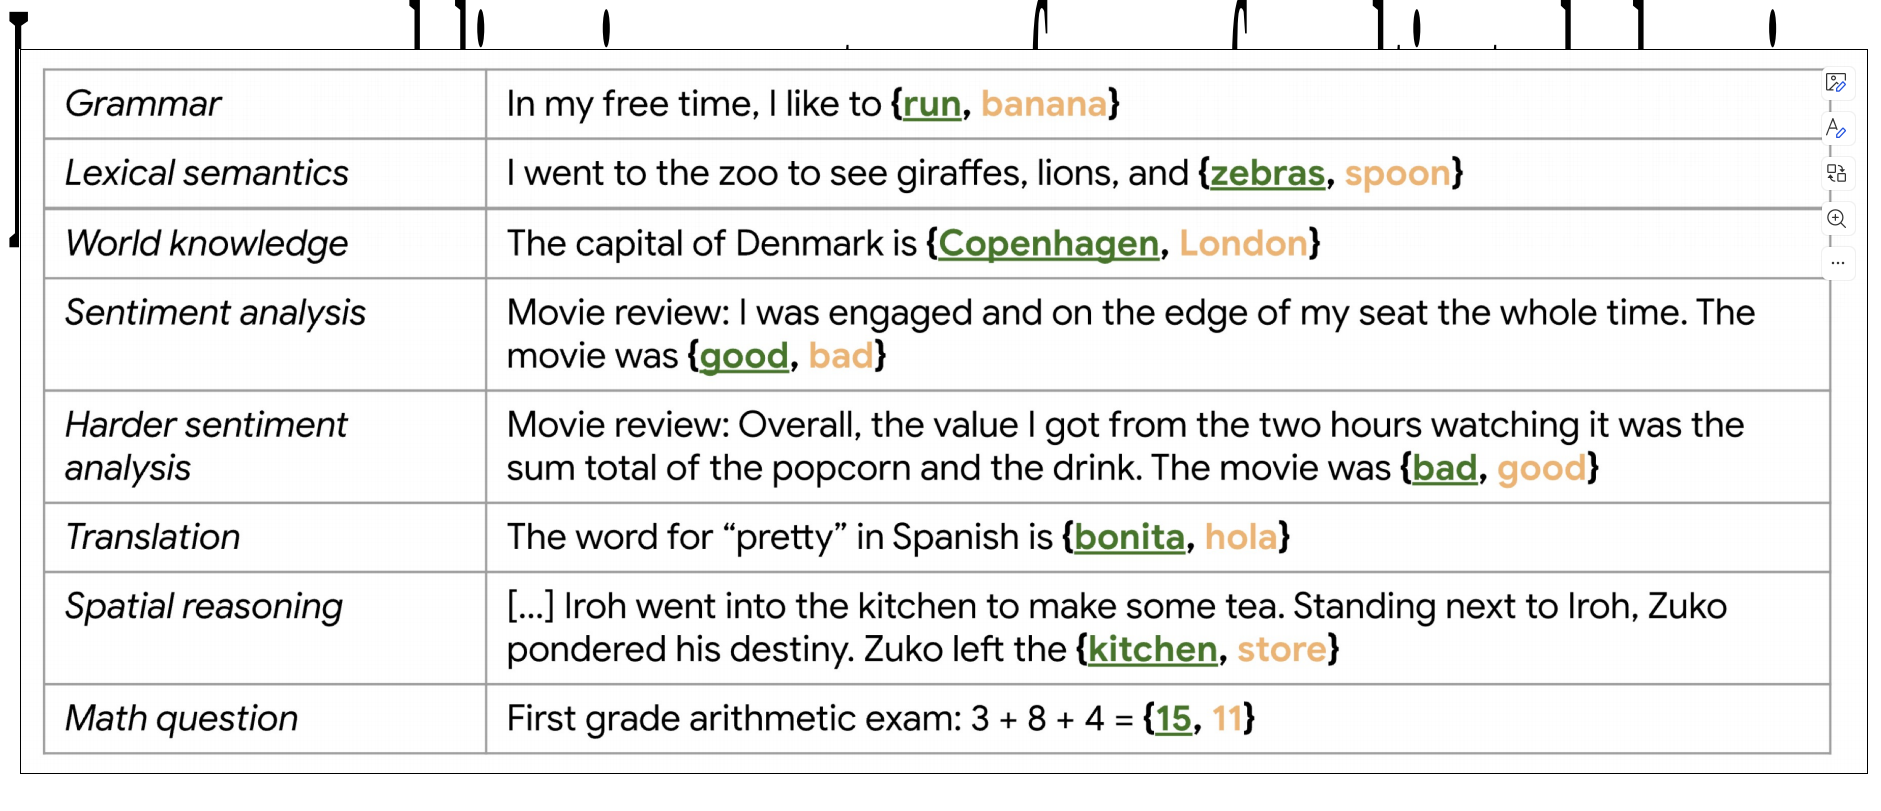 Grammar
In my free time, I like to {run, banana}
Lexical semantics
I went to the zoo to see giraffes, lions, and {zebras, spoon}
World knowledge
The capital of Denmark is {Copenhagen, London}
Sentiment analysis
Movie review: I was engaged and on the edge of my seat the whole time. The
movie was {good, bad}
Harder sentiment
analysis
Movie review: Overall, the value I got from the two hours watching it was the
sum total of the popcorn and the drink. The movie was {bad, good}
Translation
The word for “pretty” in Spanish is {bonita, hola}
Spatial reasoning
[...] Iroh went into the kitchen to make some tea. Standing next to Iroh, Zuko
pondered his destiny. Zuko left the {kitchen, store}
Math question
First grade arithmetic exam: 3 + 8 + 4 = {15, 11}